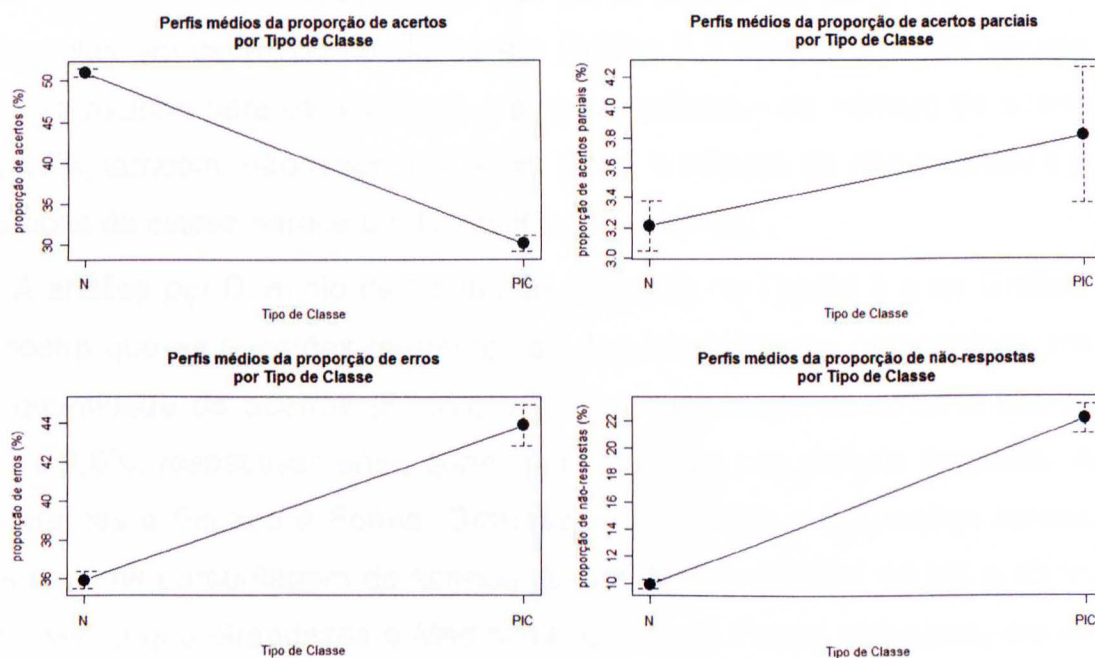 Perfis médios da proporção de acertos
por Tipo de Classe
proporção de acertos (%)
50
45
40
35
30
N
PIC
Tipo de Classe
Perfis médios da proporção de acertos parciais
por Tipo de Classe
proporção de acertos parciais (%)
4.2
4.0
3.8
3.6
3.4
3.2
3.0
N
PIC
Tipo de Classe
Perfis médios da proporção de erros
por Tipo de Classe
proporção de erros (%)
44
42
40
38
36
N
PIC
Tipo de Classe
Perfis médios da proporção de não-respostas
por Tipo de Classe
proporção de não-respostas (%)
22
20
18
16
14
12
10
N
PIC
Tipo de Classe